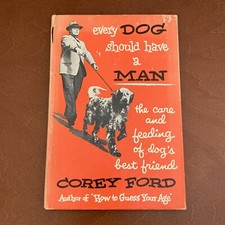 every DOG
should have
a MAN
the care
and
feeding
of dog's
best friend
COREY FORD
Author of "How to Guess Your Age"